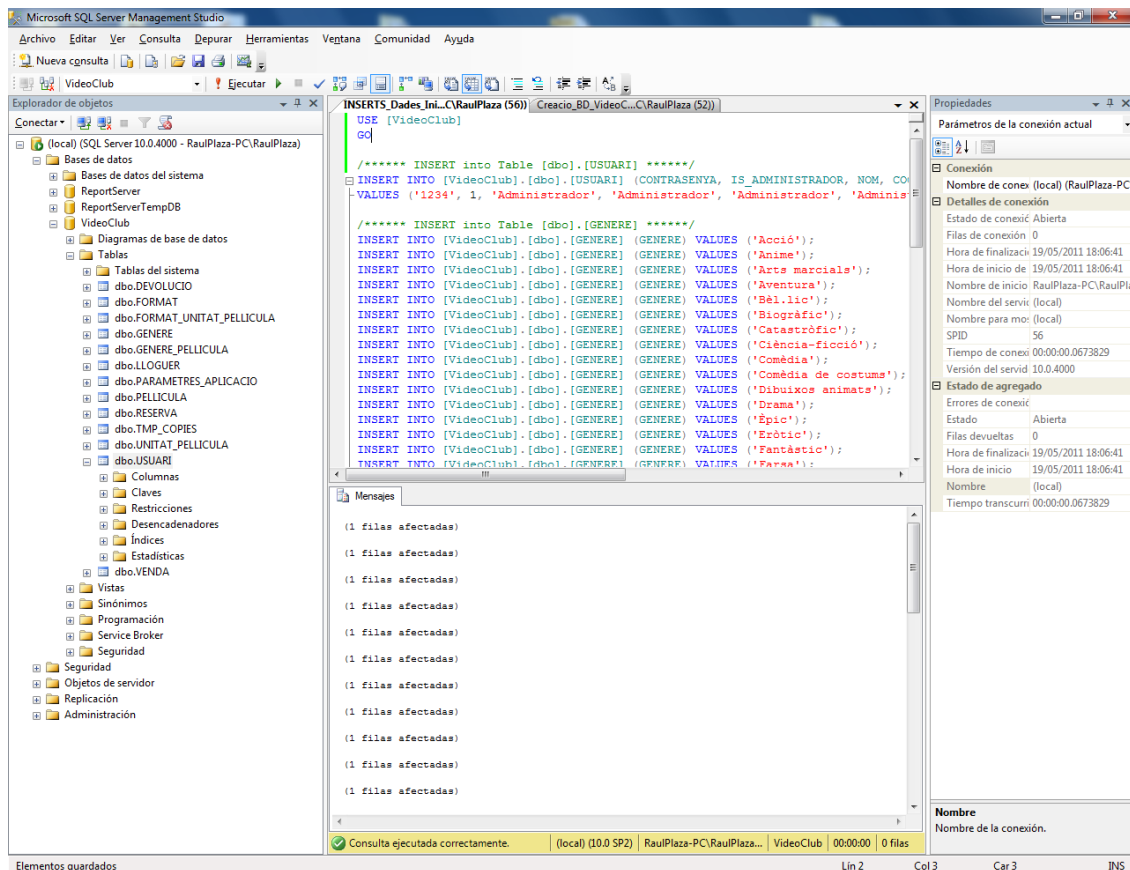 Microsoft SQL Server Management Studio
Archivo Editar Ver Consulta Depurar Herramientas Ventana Comunidad Ayuda
Nueva consulta
VideoClub Ejecutar
Explorador de objetos
Conectar
(local) (SQL Server 10.0.4000 - RaulPlaza-PC\RaulPlaza)
Bases de datos
Bases de datos del sistema
ReportServer
ReportServerTempDB
VideoClub
Diagramas de base de datos
Tablas
Tablas del sistema
dbo.DEVOLUCIO
dbo.FORMAT
dbo.FORMAT_UNITAT_PELLICULA
dbo.GENERE
dbo.GENERE_PELLICULA
dbo.LLOGUER
dbo.PARAMETRES_APLICACIO
dbo.PELLICULA
dbo.RESERVA
dbo.TMP_COPIES
dbo.UNITAT_PELLICULA
dbo.USUARI
Columnas
Claves
Restricciones
Desencadenadores
Índices
Estadísticas
dbo.VENDA
Vistas
Sinónimos
Programación
Service Broker
Seguridad
Seguridad
Objetos de servidor
Replicación
Administración
INSERTS_Dades_Ini...C\RaulPlaza (56)) Creacio_BD_VideoC...C\RaulPlaza (52))
USE [VideoClub]
GO
/****** INSERT into Table [dbo].[USUARI] ******/
INSERT INTO [VideoClub].[dbo].[USUARI] (CONTRASENYA, IS_ADMINISTRADOR, NOM, CO
VALUES ('1234', 1, 'Administrador', 'Administrador', 'Administrador', 'Adminis
/****** INSERT into Table [dbo].[GENERE] ******/
INSERT INTO [VideoClub].[dbo].[GENERE] (GENERE) VALUES ('Acció');
INSERT INTO [VideoClub].[dbo].[GENERE] (GENERE) VALUES ('Anime');
INSERT INTO [VideoClub].[dbo].[GENERE] (GENERE) VALUES ('Arts marcials');
INSERT INTO [VideoClub].[dbo].[GENERE] (GENERE) VALUES ('Aventura');
INSERT INTO [VideoClub].[dbo].[GENERE] (GENERE) VALUES ('Bèl.lic');
INSERT INTO [VideoClub].[dbo].[GENERE] (GENERE) VALUES ('Biogràfic');
INSERT INTO [VideoClub].[dbo].[GENERE] (GENERE) VALUES ('Catastròfic');
INSERT INTO [VideoClub].[dbo].[GENERE] (GENERE) VALUES ('Ciència-ficció');
INSERT INTO [VideoClub].[dbo].[GENERE] (GENERE) VALUES ('Comèdia');
INSERT INTO [VideoClub].[dbo].[GENERE] (GENERE) VALUES ('Comèdia de costums');
INSERT INTO [VideoClub].[dbo].[GENERE] (GENERE) VALUES ('Dibuixos animats');
INSERT INTO [VideoClub].[dbo].[GENERE] (GENERE) VALUES ('Drama');
INSERT INTO [VideoClub].[dbo].[GENERE] (GENERE) VALUES ('Èpic');
INSERT INTO [VideoClub].[dbo].[GENERE] (GENERE) VALUES ('Eròtic');
INSERT INTO [VideoClub].[dbo].[GENERE] (GENERE) VALUES ('Fantàstic');
INSERT INTO [VideoClub].[dbo].[GENERE] (GENERE) VALUES ('Farsa');
Mensajes
(1 filas afectadas)
(1 filas afectadas)
(1 filas afectadas)
(1 filas afectadas)
(1 filas afectadas)
(1 filas afectadas)
(1 filas afectadas)
(1 filas afectadas)
(1 filas afectadas)
(1 filas afectadas)
(1 filas afectadas)
Consulta ejecutada correctamente. (local) (10.0 SP2) RaulPlaza-PC\RaulPlaza... VideoClub 00:00:00 0 filas
Propiedades
Parámetros de la conexión actual
Conexión
Nombre de conex (local) (RaulPlaza-PC
Detalles de conexión
Estado de conexió Abierta
Filas de conexión 0
Hora de finalizaci 19/05/2011 18:06:41
Hora de inicio de 19/05/2011 18:06:41
Nombre de inicio RaulPlaza-PC\RaulPla
Nombre del servic (local)
Nombre para mos (local)
SPID 56
Tiempo de conexi 00:00:00.0673829
Versión del servid 10.0.4000
Estado de agregado
Errores de conexió
Estado Abierta
Filas devueltas 0
Hora de finalizaci 19/05/2011 18:06:41
Hora de inicio 19/05/2011 18:06:41
Nombre (local)
Tiempo transcurri 00:00:00.0673829
Nombre
Nombre de la conexión.
Elementos guardados Lín 2 Col 3 Car 3 INS